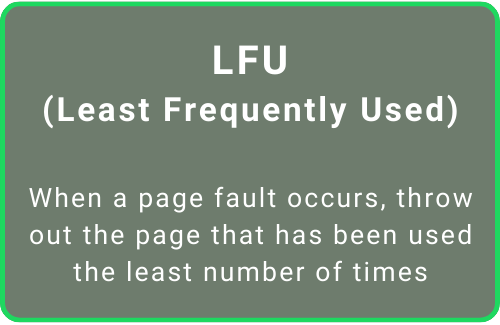 LFU
(Least Frequently Used)
When a page fault occurs, throw
out the page that has been used
the least number of times